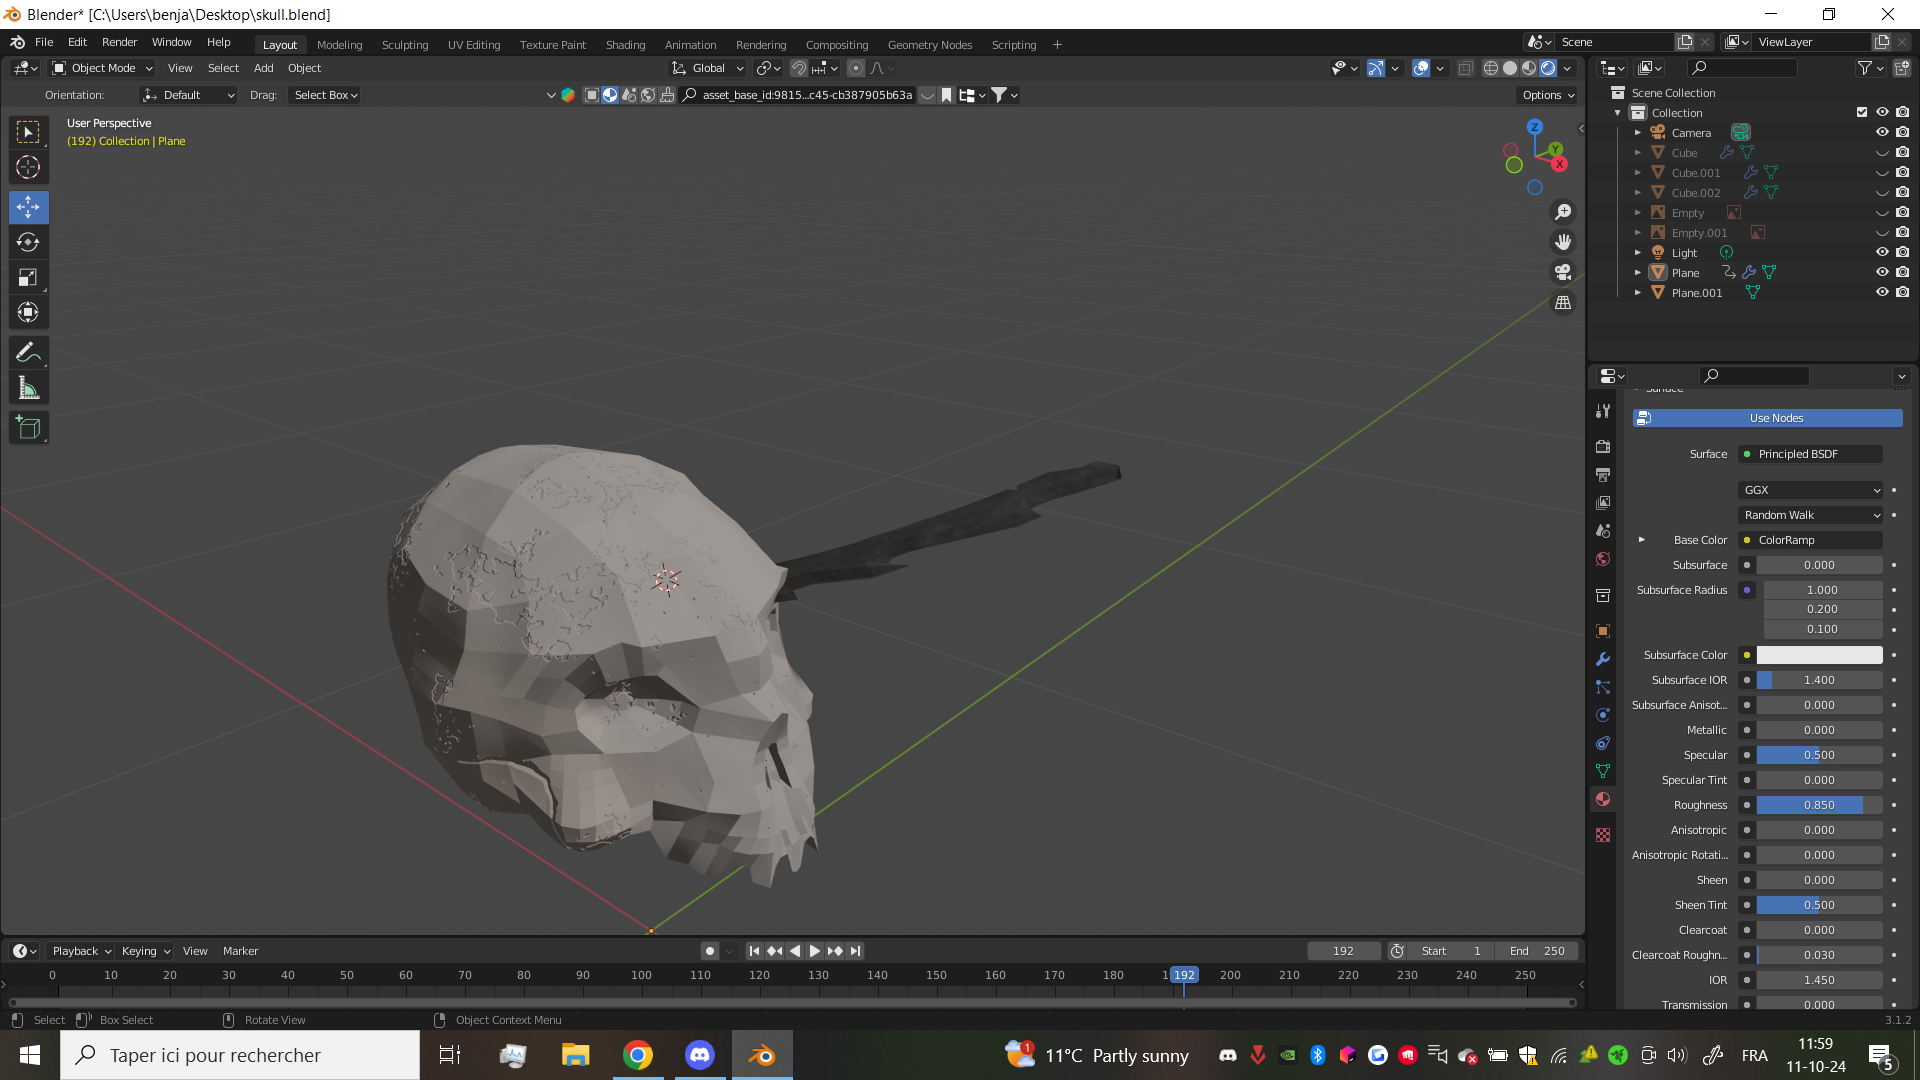 Blender* [C:\Users\benja\Desktop\skull.blend]
File Edit Render Window Help
Layout Modeling Sculpting UV Editing Texture Paint Shading Animation Rendering Compositing Geometry Nodes Scripting +
Scene
ViewLayer
Object Mode View Select Add Object
Global
Orientation: Default Drag: Select Box
asset_base_id:9815...c45-cb387905b63a
Options
User Perspective
(192) Collection | Plane
Z
Y
X
Scene Collection
Collection
Camera
Cube
Cube.001
Cube.002
Empty
Empty.001
Light
Plane
Plane.001
Surface
Use Nodes
Surface Principled BSDF
GGX
Random Walk
Base Color ColorRamp
Subsurface 0.000
Subsurface Radius 1.000
0.200
0.100
Subsurface Color
Subsurface IOR 1.400
Subsurface Anisot... 0.000
Metallic 0.000
Specular 0.500
Specular Tint 0.000
Roughness 0.850
Anisotropic 0.000
Anisotropic Rotati... 0.000
Sheen 0.000
Sheen Tint 0.500
Clearcoat 0.000
Clearcoat Roughn... 0.030
IOR 1.450
Transmission 0.000
Playback Keying View Marker
192 Start 1 End 250
0 10 20 30 40 50 60 70 80 90 100 110 120 130 140 150 160 170 180 1 192 200 210 220 230 240 250
Select Box Select Rotate View Object Context Menu
3.1.2
Taper ici pour rechercher
1
11°C Partly sunny
FRA
11:59
11-10-24
5